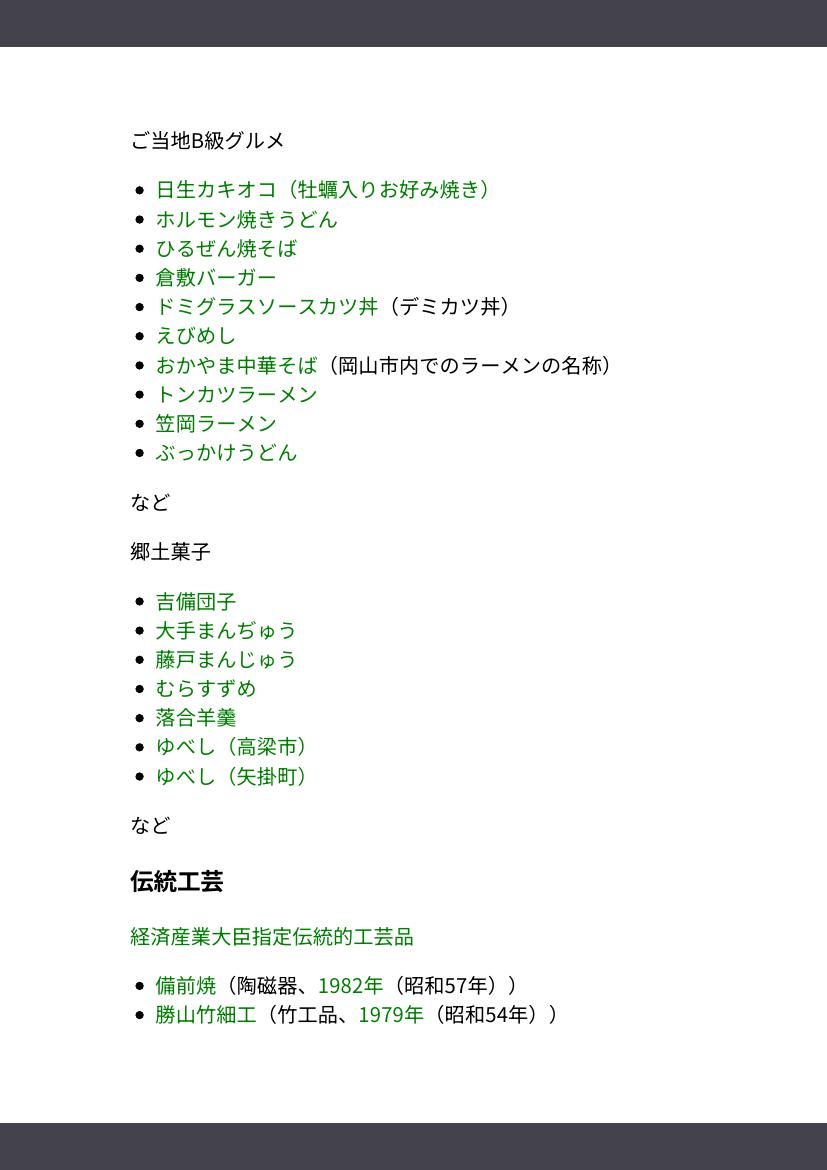 ご当地B級グルメ
• 日生カキオコ（牡蠣入りお好み焼き）
• ホルモン焼きうどん
• ひるぜん焼そば
• 倉敷バーガー
• ドミグラスソースカツ丼（デミカツ丼）
• えびめし
• おかやま中華そば（岡山市内でのラーメンの名称）
• トンカツラーメン
• 笠岡ラーメン
• ぶっかけうどん
など
郷土菓子
• 吉備団子
• 大手まんぢゅう
• 藤戸まんじゅう
• むらすずめ
• 落合羊羹
• ゆべし（高梁市）
• ゆべし（矢掛町）
など
伝統工芸
経済産業大臣指定伝統的工芸品
• 備前焼（陶磁器、1982年（昭和57年））
• 勝山竹細工（竹工品、1979年（昭和54年））